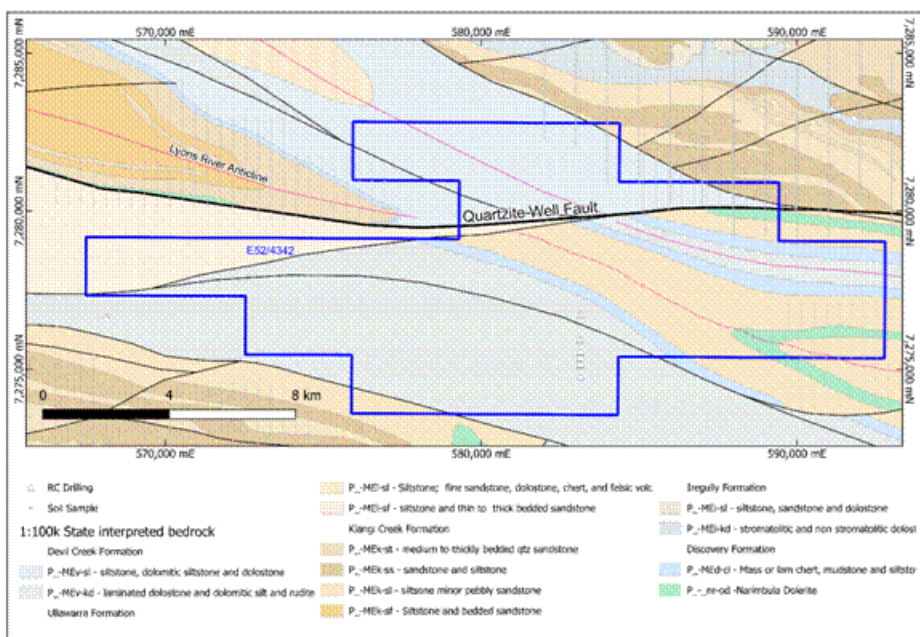 570,000 mE
580,000 mE
590,000 mE
7,285,000 mN
7,285,000 mN
Lyons River Anticline
7,280,000 mN
7,280,000 mN
Quartzite-Well Fault
E52/4342
7,275,000 mN
7,275,000 mN
0 4 8 km
570,000 mE
580,000 mE
590,000 mE
RC Drilling
Soil Sample
1:100k State interpreted bedrock
Devil Creek Formation
P_-MEv-sl - siltstone, dolomitic siltstone and dolostone
P_-MEv-kd - laminated dolostone and dolomitic silt and rudite
Ullawarra Formation
P_-MEl-sl - Siltstone; fine sandstone, dolostone, chert, and felsic volc
P_-MEl-sf - siltstone and thin to thick bedded sandstone
Kiangi Creek Formation
P_-MEk-st - medium to thickly bedded qtz sandstone
P_-MEk-ss - sandstone and siltstone
P_-MEk-sl - siltsone minor pebbly sandstone
P_-MEk-sf - Siltstone and bedded sandstone
Irregully Formation
P_-MEi-sl - siltstone, sandstone and dolostone
P_-MEi-kd - stromatolitic and non stromatolitic dolost
Discovery Formation
P_-MEd-cl - Mass or lam chert, mudstone and siltsto
P_-_nr-od -Narimbula Dolerite